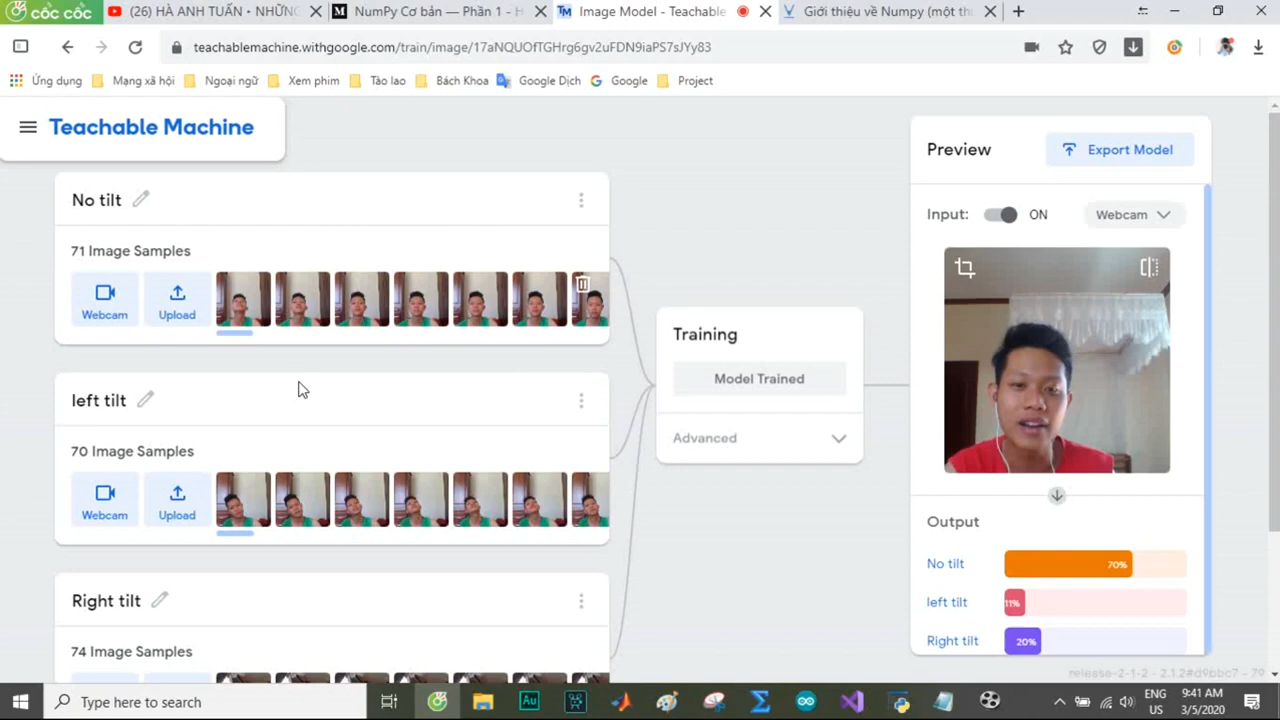 cốc cốc
(26) HÀ ANH TUẤN • NHỮNG
NumPy Cơ bản — Phần 1 - H
Image Model - Teachable
Giới thiệu về Numpy (một th
teachablemachine.withgoogle.com/train/image/17aNQUOfTGHrg6gv2uFDN9iaPS7sJYy83
Ứng dụng
Mạng xã hội
Ngoại ngữ
Xem phim
Tào lao
Bách Khoa
Google Dịch
Google
Project
Teachable Machine
No tilt
71 Image Samples
Webcam
Upload
left tilt
70 Image Samples
Webcam
Upload
Right tilt
74 Image Samples
Training
Model Trained
Advanced
Preview
Export Model
Input:
ON
Webcam
Output
No tilt
70%
left tilt
11%
Right tilt
20%
Type here to search
ENG
US
9:41 AM
3/5/2020